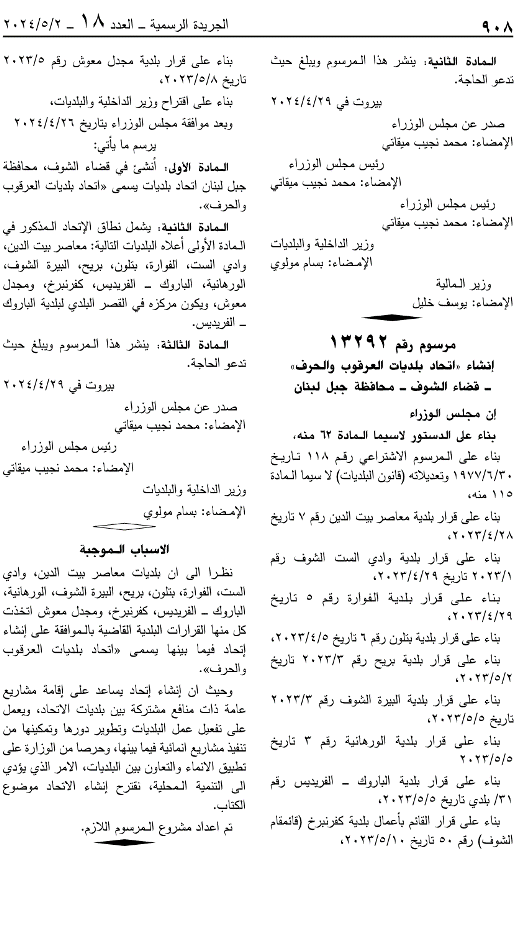 ٩٠٨
الجريدة الرسمية – العدد ١٨ – ٢٠٢٤/٥/٢
المادة الثانية: ينشر هذا المرسوم ويبلغ حيث
تدعو الحاجة.
بيروت في ٢٠٢٤/٤/٢٩
صدر عن مجلس الوزراء
الإمضاء: محمد نجيب ميقاتي
رئيس مجلس الوزراء
الإمضاء: محمد نجيب ميقاتي
رئيس مجلس الوزراء
الإمضاء: محمد نجيب ميقاتي
وزير الداخلية والبلديات
الإمضاء: بسام مولوي
وزير المالية
الإمضاء: يوسف خليل
مرسوم رقم ١٣٢٩٢
إنشاء «اتحاد بلديات العرقوب والحرف»
– قضاء الشوف – محافظة جبل لبنان
إن مجلس الوزراء
بناء على الدستور لاسيما المادة ٦٢ منه،
بناء على المرسوم الاشتراعي رقم ١١٨ تاريخ
١٩٧٧/٦/٣٠ وتعديلاته (قانون البلديات) لا سيما المادة
١١٥ منه،
بناء على قرار بلدية معاصر بيت الدين رقم ٧ تاريخ
٢٠٢٣/٤/٢٨،
بناء على قرار بلدية وادي الست الشوف رقم
٢٠٢٣/١ تاريخ ٢٠٢٣/٤/٢٩،
بناء على قرار بلدية الفوارة رقم ٥ تاريخ
٢٠٢٣/٤/٢٩،
بناء على قرار بلدية بتلون رقم ٦ تاريخ ٢٠٢٣/٤/٥،
بناء على قرار بلدية بريح رقم ٢٠٢٣/٣ تاريخ
٢٠٢٣/٥/٢،
بناء على قرار بلدية البيرة الشوف رقم ٢٠٢٣/٣
تاريخ ٢٠٢٣/٥/٥،
بناء على قرار بلدية الورهانية رقم ٣ تاريخ
٢٠٢٣/٥/٥
بناء على قرار بلدية الباروك – الفريديس رقم
٣١/ بلدي تاريخ ٢٠٢٣/٥/٥،
بناء على قرار القائم بأعمال بلدية كفرنبرخ (قائمقام
الشوف) رقم ٥٠ تاريخ ٢٠٢٣/٥/١٠،
بناء على قرار بلدية مجدل معوش رقم ٢٠٢٣/٥
تاريخ ٢٠٢٣/٥/٨،
بناء على اقتراح وزير الداخلية والبلديات،
وبعد موافقة مجلس الوزراء بتاريخ ٢٠٢٤/٤/٢٦
يرسم ما يأتي:
المادة الأولى: أنشئ في قضاء الشوف، محافظة
جبل لبنان اتحاد بلديات يسمى «اتحاد بلديات العرقوب
والحرف».
المادة الثانية: يشمل نطاق الإتحاد المذكور في
المادة الأولى أعلاه البلديات التالية: معاصر بيت الدين،
وادي الست، الفوارة، بتلون، بريح، البيرة الشوف،
الورهانية، الباروك – الفريديس، كفرنبرخ، ومجدل
معوش، ويكون مركزه في القصر البلدي لبلدية الباروك
– الفريديس.
المادة الثالثة: ينشر هذا المرسوم ويبلغ حيث
تدعو الحاجة.
بيروت في ٢٠٢٤/٤/٢٩
صدر عن مجلس الوزراء
الإمضاء: محمد نجيب ميقاتي
رئيس مجلس الوزراء
الإمضاء: محمد نجيب ميقاتي
وزير الداخلية والبلديات
الإمضاء: بسام مولوي
الاسباب الموجبة
نظرا الى ان بلديات معاصر بيت الدين، وادي
الست، الفوارة، بتلون، بريح، البيرة الشوف، الورهانية،
الباروك – الفريديس، كفرنبرخ، ومجدل معوش اتخذت
كل منها القرارات البلدية القاضية بالموافقة على إنشاء
إتحاد فيما بينها يسمى «اتحاد بلديات العرقوب
والحرف».
وحيث ان إنشاء إتحاد يساعد على إقامة مشاريع
عامة ذات منافع مشتركة بين بلديات الاتحاد، ويعمل
على تفعيل عمل البلديات وتطوير دورها وتمكينها من
تنفيذ مشاريع انمائية فيما بينها، وحرصا من الوزارة على
تطبيق الانماء والتعاون بين البلديات، الامر الذي يؤدي
الى التنمية المحلية، نقترح إنشاء الاتحاد موضوع
الكتاب.
تم اعداد مشروع المرسوم اللازم.